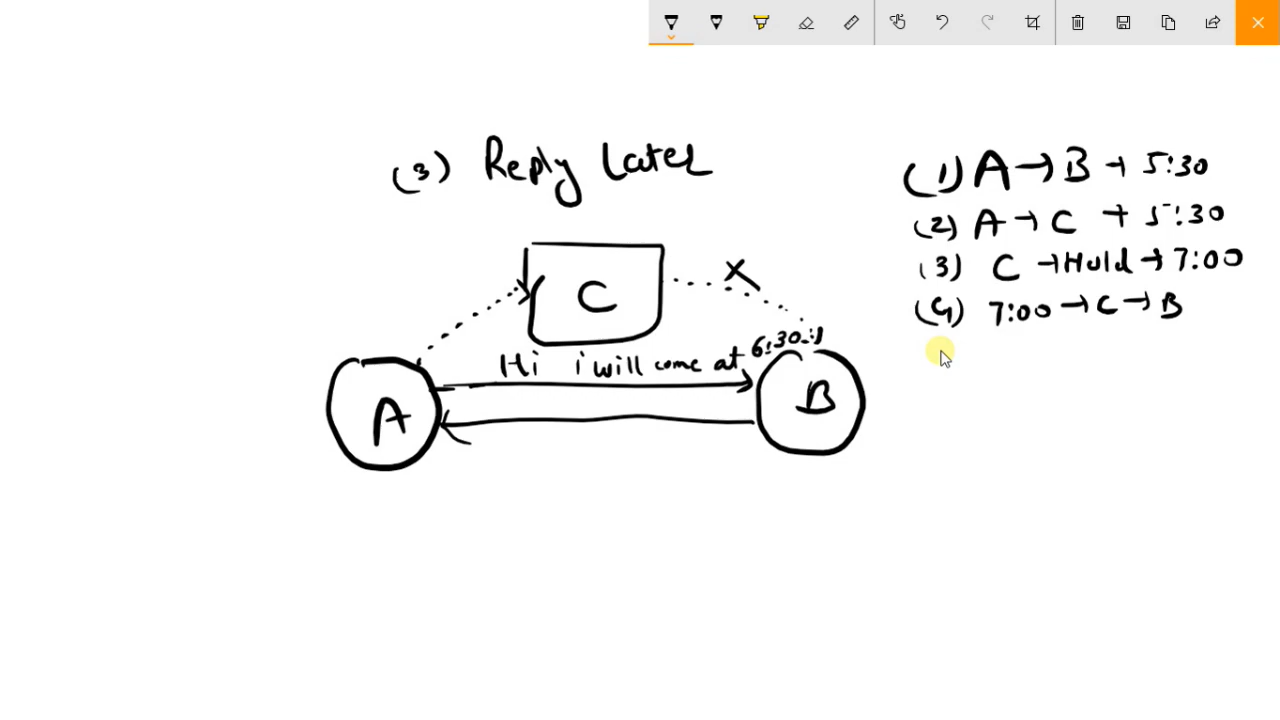 (3) Reply Later
C
X
Hi i will come at 6:30
A
B
(1) A → B → 5:30
(2) A → C → 5:30
(3) C → Hold → 7:00
(4) 7:00 → C → B